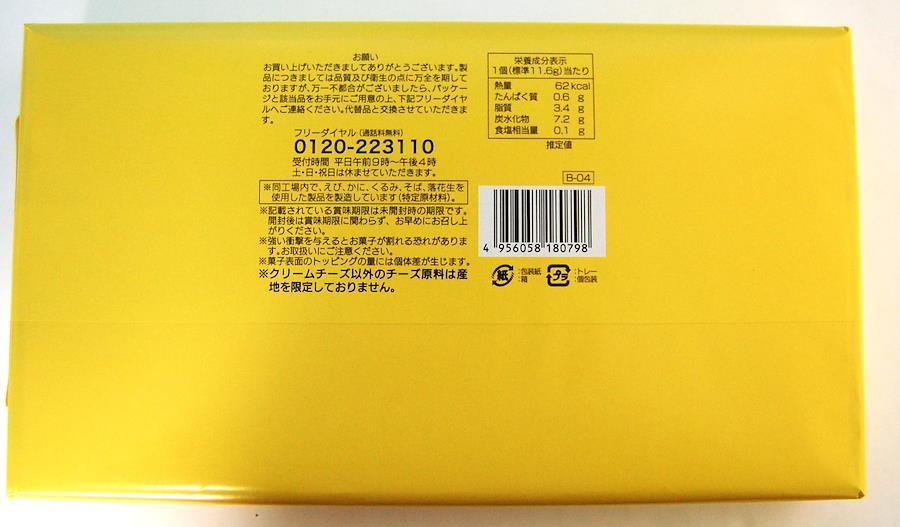 お願い
お買い上げいただきましてありがとうございます。製
品につきましては品質及び衛生の点に万全を期して
おりますが、万一不都合がございましたら、パッケー
ジと該当品をお手元にご用意の上、下記フリーダイヤ
ルへご連絡ください。代替品と交換させていただきま
す。
フリーダイヤル（通話料無料）
0120-223110
受付時間 平日午前9時〜午後4時
土・日・祝日は休ませていただきます。
※同工場内で、えび、かに、くるみ、そば、落花生を
使用した製品を製造しています（特定原材料）。
※記載されている賞味期限は未開封時の期限です。
開封後は賞味期限に関わらず、お早めにお召し上
がりください。
※強い衝撃を与えるとお菓子が割れる恐れがありま
す。お取扱いにご注意ください。
※菓子表面のトッピングの量には個体差が生じます。
※クリームチーズ以外のチーズ原料は産
地を限定しておりません。
栄養成分表示
1個（標準11.6g）当たり
熱量 62kcal
たんぱく質 0.6 g
脂質 3.4 g
炭水化物 7.2 g
食塩相当量 0.1 g
推定値
B-04
4 956058 180798
紙 :包装紙 :箱
プラ :トレー :個包装